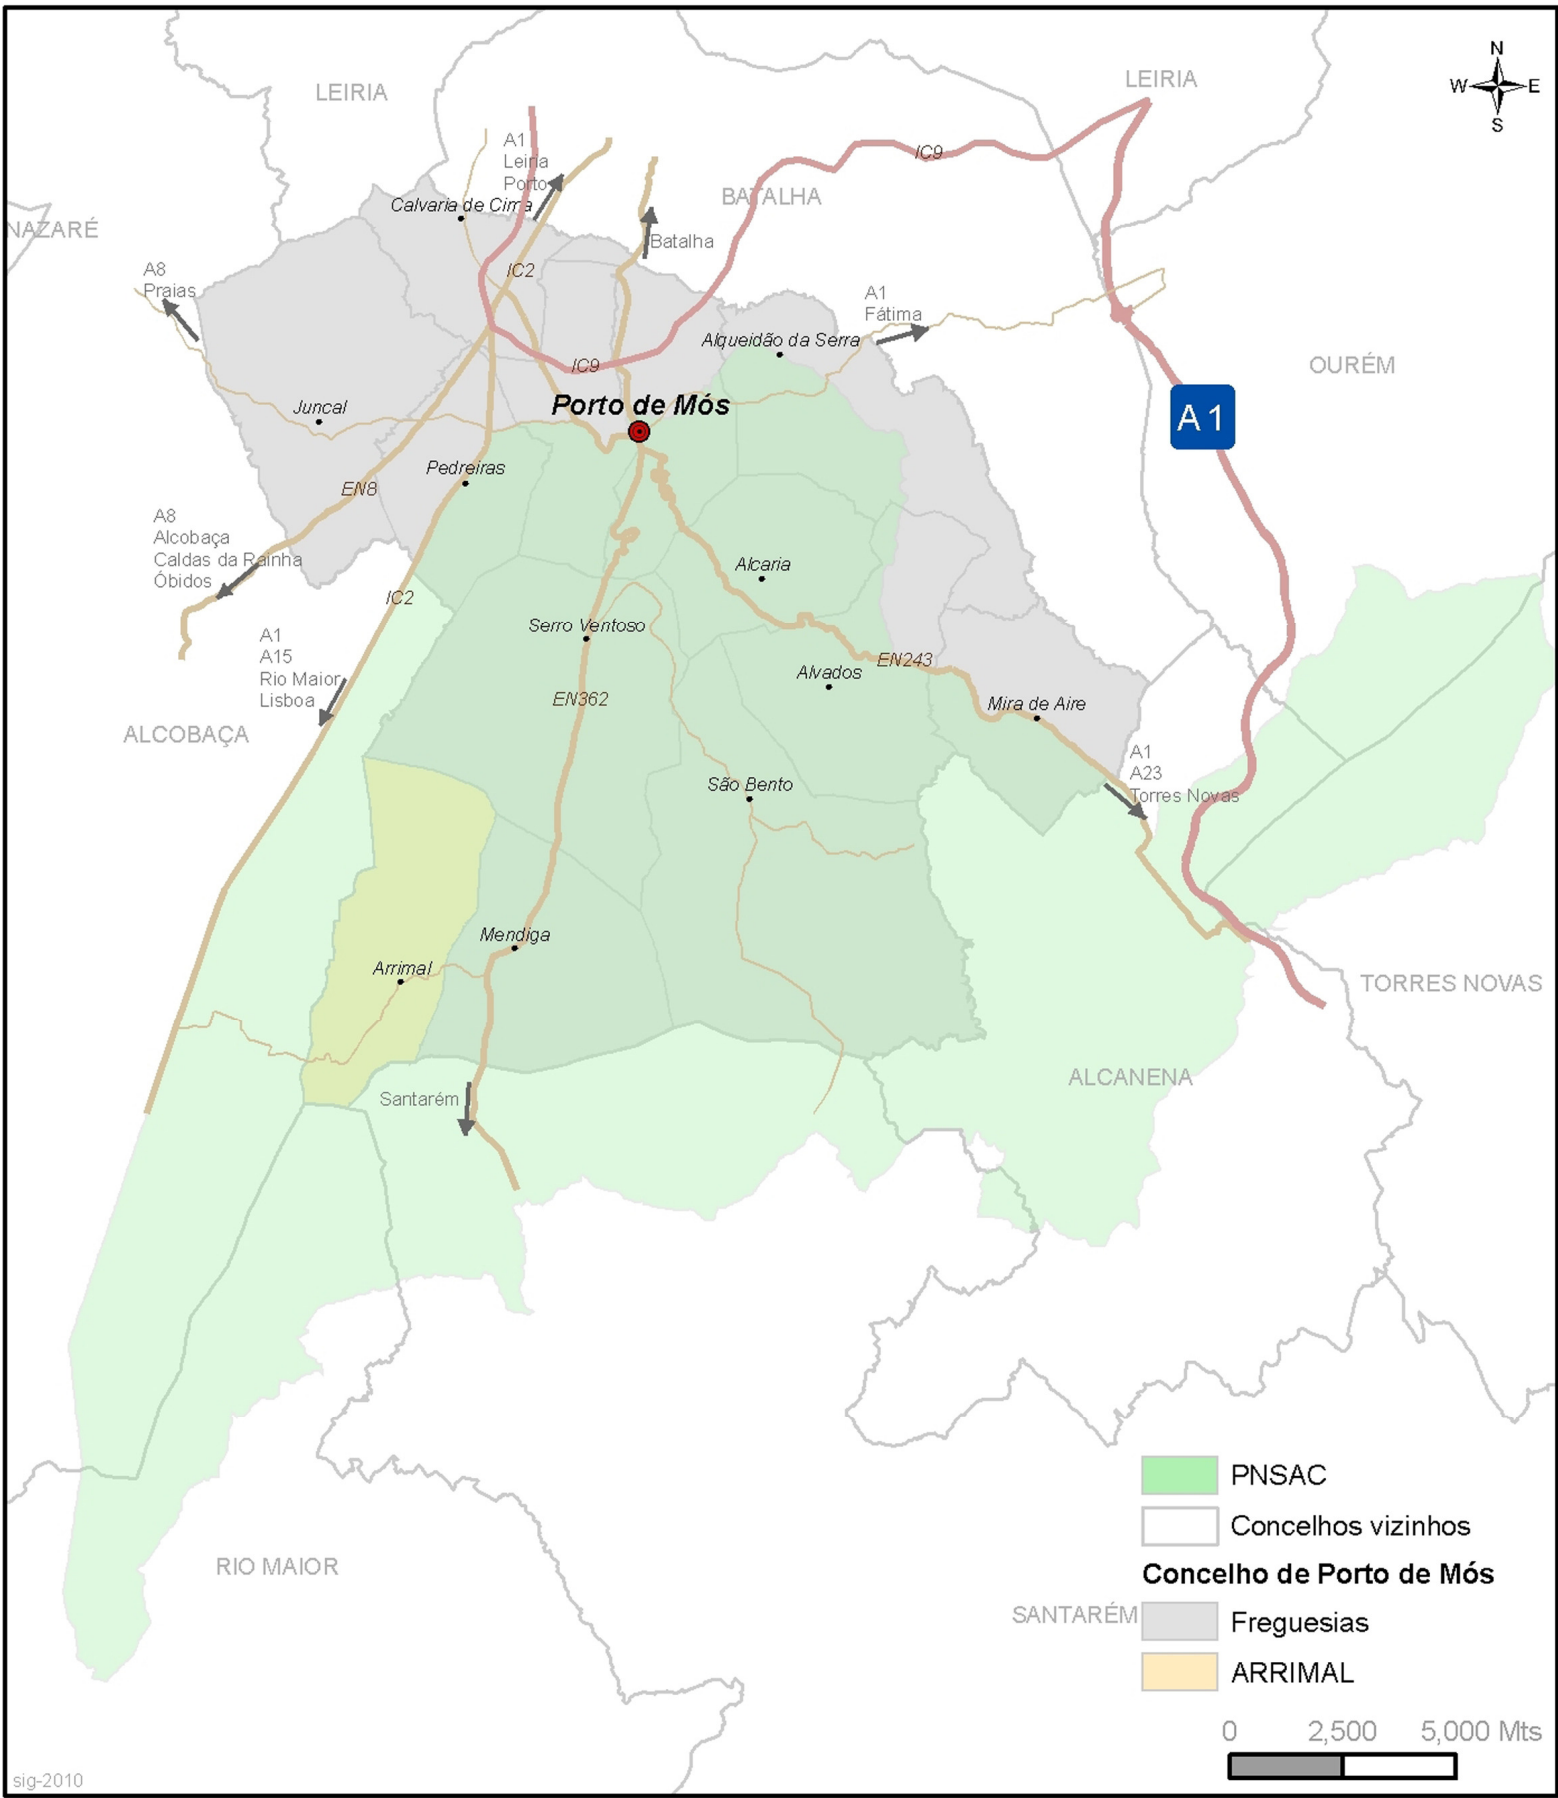 N
W E
S
LEIRIA
LEIRIA
A1
Leiria
Porto
IC9
BATALHA
Calvaria de Cima
NAZARÉ
Batalha
A8
Praias
IC2
A1
Fátima
Alqueidão da Serra
IC9
OURÉM
Porto de Mós
Juncal
A 1
Pedreiras
EN8
A8
Alcobaça
Caldas da Rainha
Óbidos
Alcaria
IC2
Serro Ventoso
A1
A15
Rio Maior
Lisboa
EN243
Alvados
EN362
Mira de Aire
ALCOBAÇA
A1
A23
Torres Novas
São Bento
Mendiga
Arrimal
TORRES NOVAS
ALCANENA
Santarém
PNSAC
Concelhos vizinhos
RIO MAIOR
Concelho de Porto de Mós
SANTARÉM
Freguesias
ARRIMAL
0 2,500 5,000 Mts
sig-2010